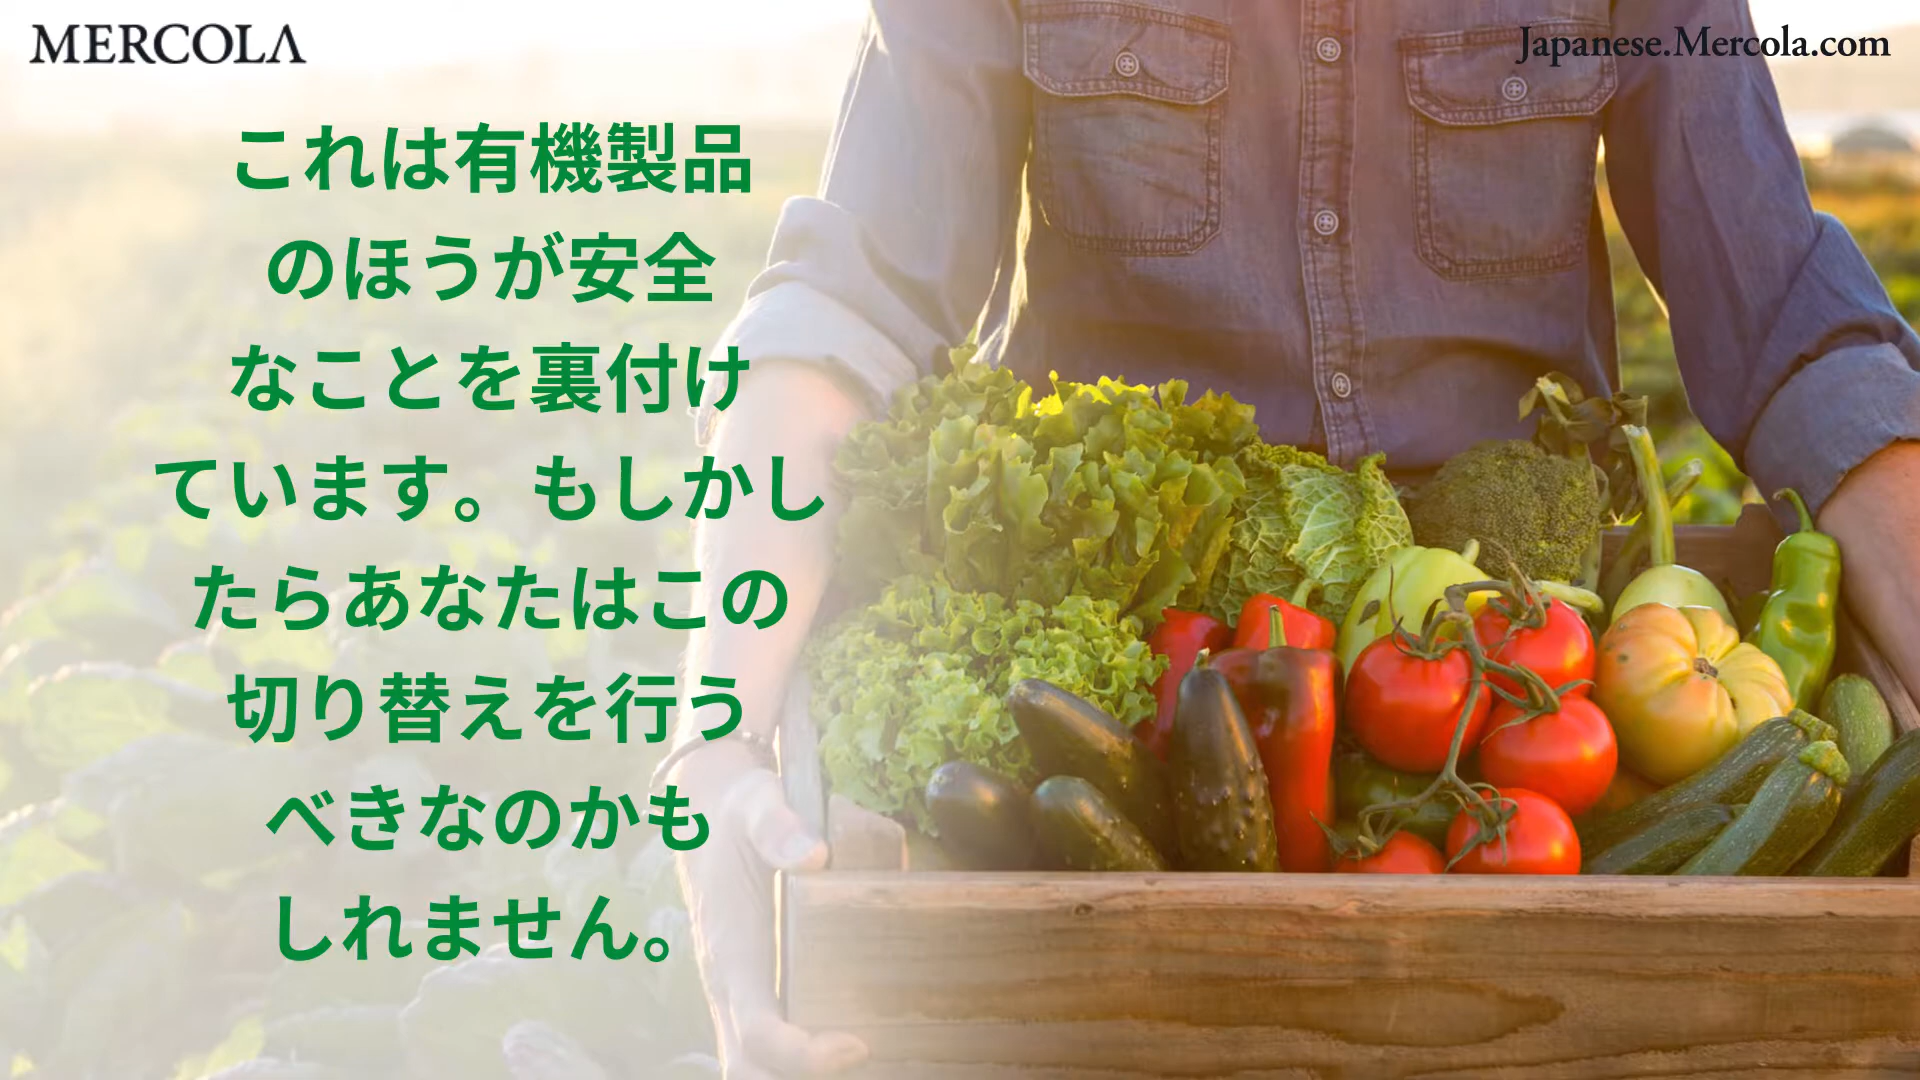 MERCOLA
Japanese.Mercola.com
これは有機製品
のほうが安全
なことを裏付け
ています。もしかし
たらあなたはこの
切り替えを行う
べきなのかも
しれません。